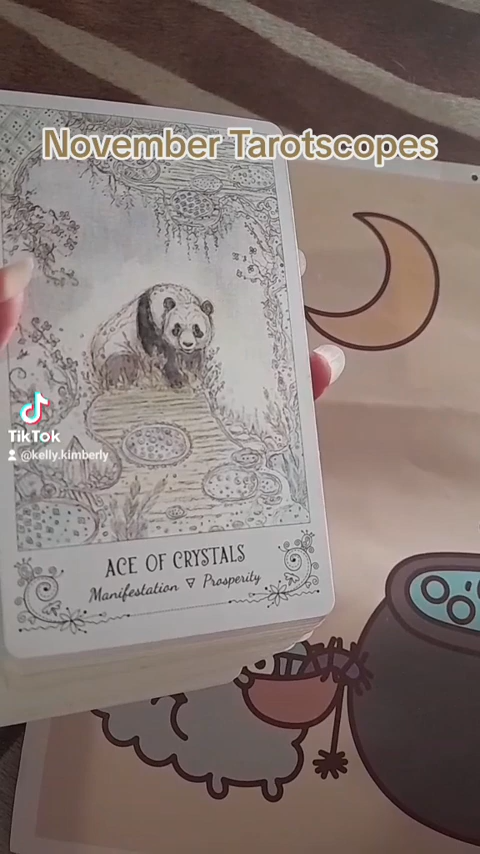 November Tarotscopes
TikTok
@kelly.kimberly
ACE OF CRYSTALS
Manifestation ▽ Prosperity